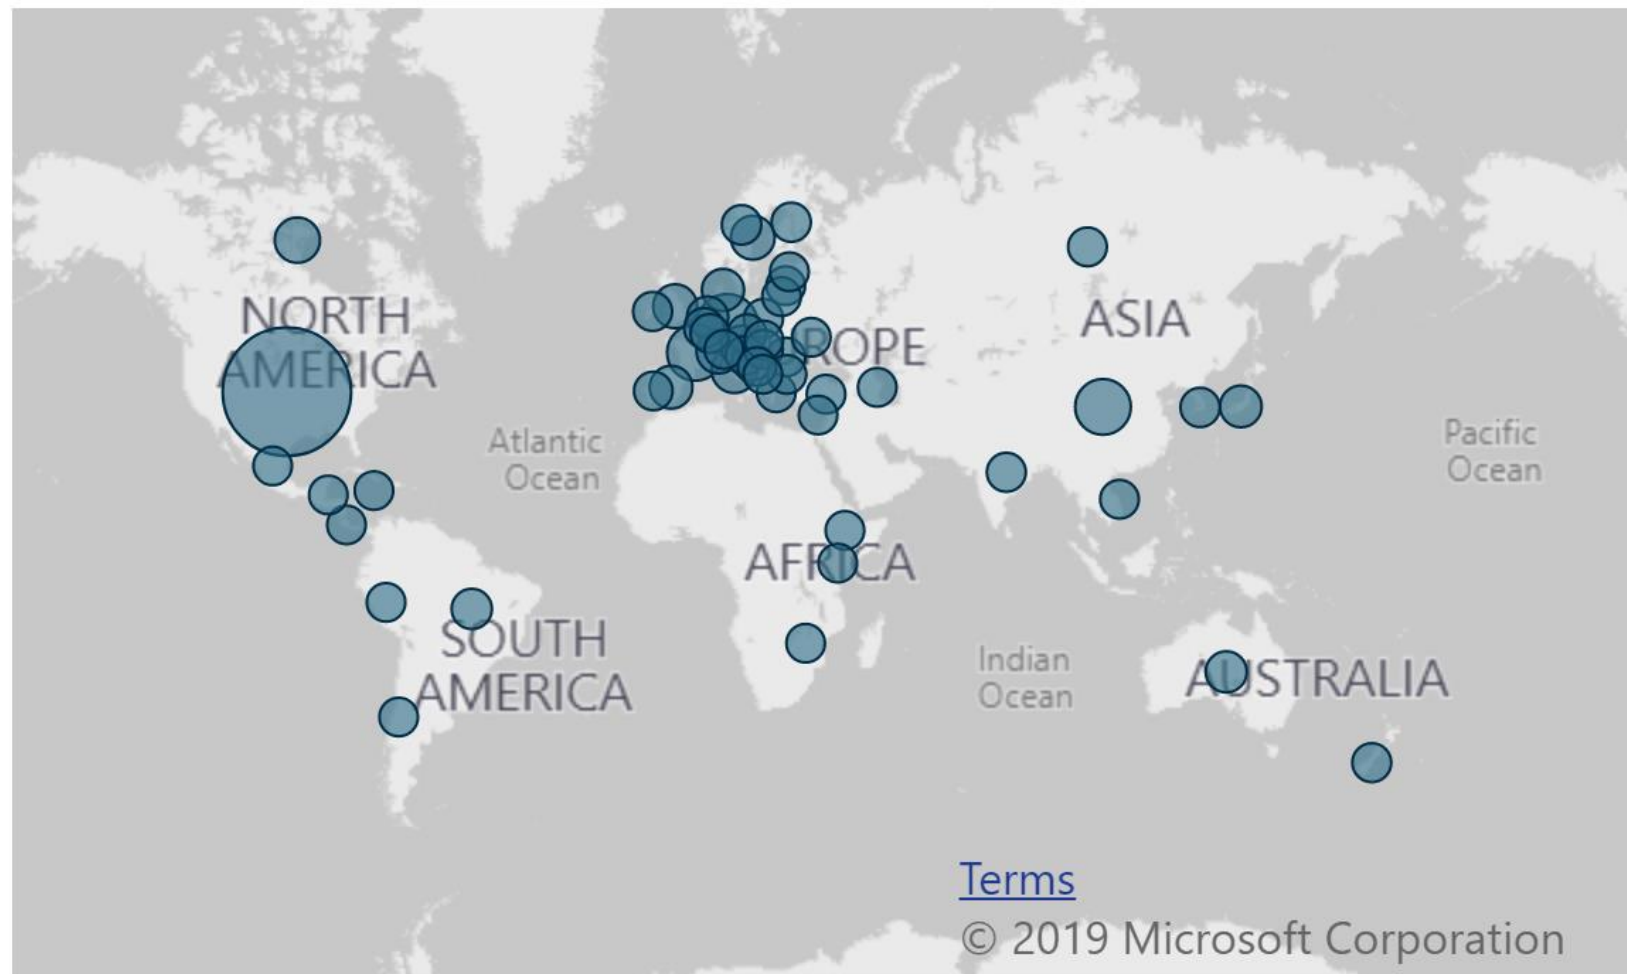 NORTH
AMERICA
ROPE
ASIA
Atlantic
Ocean
Pacific
Ocean
AFRICA
SOUTH
AMERICA
Indian
Ocean
AUSTRALIA
Terms
© 2019 Microsoft Corporation